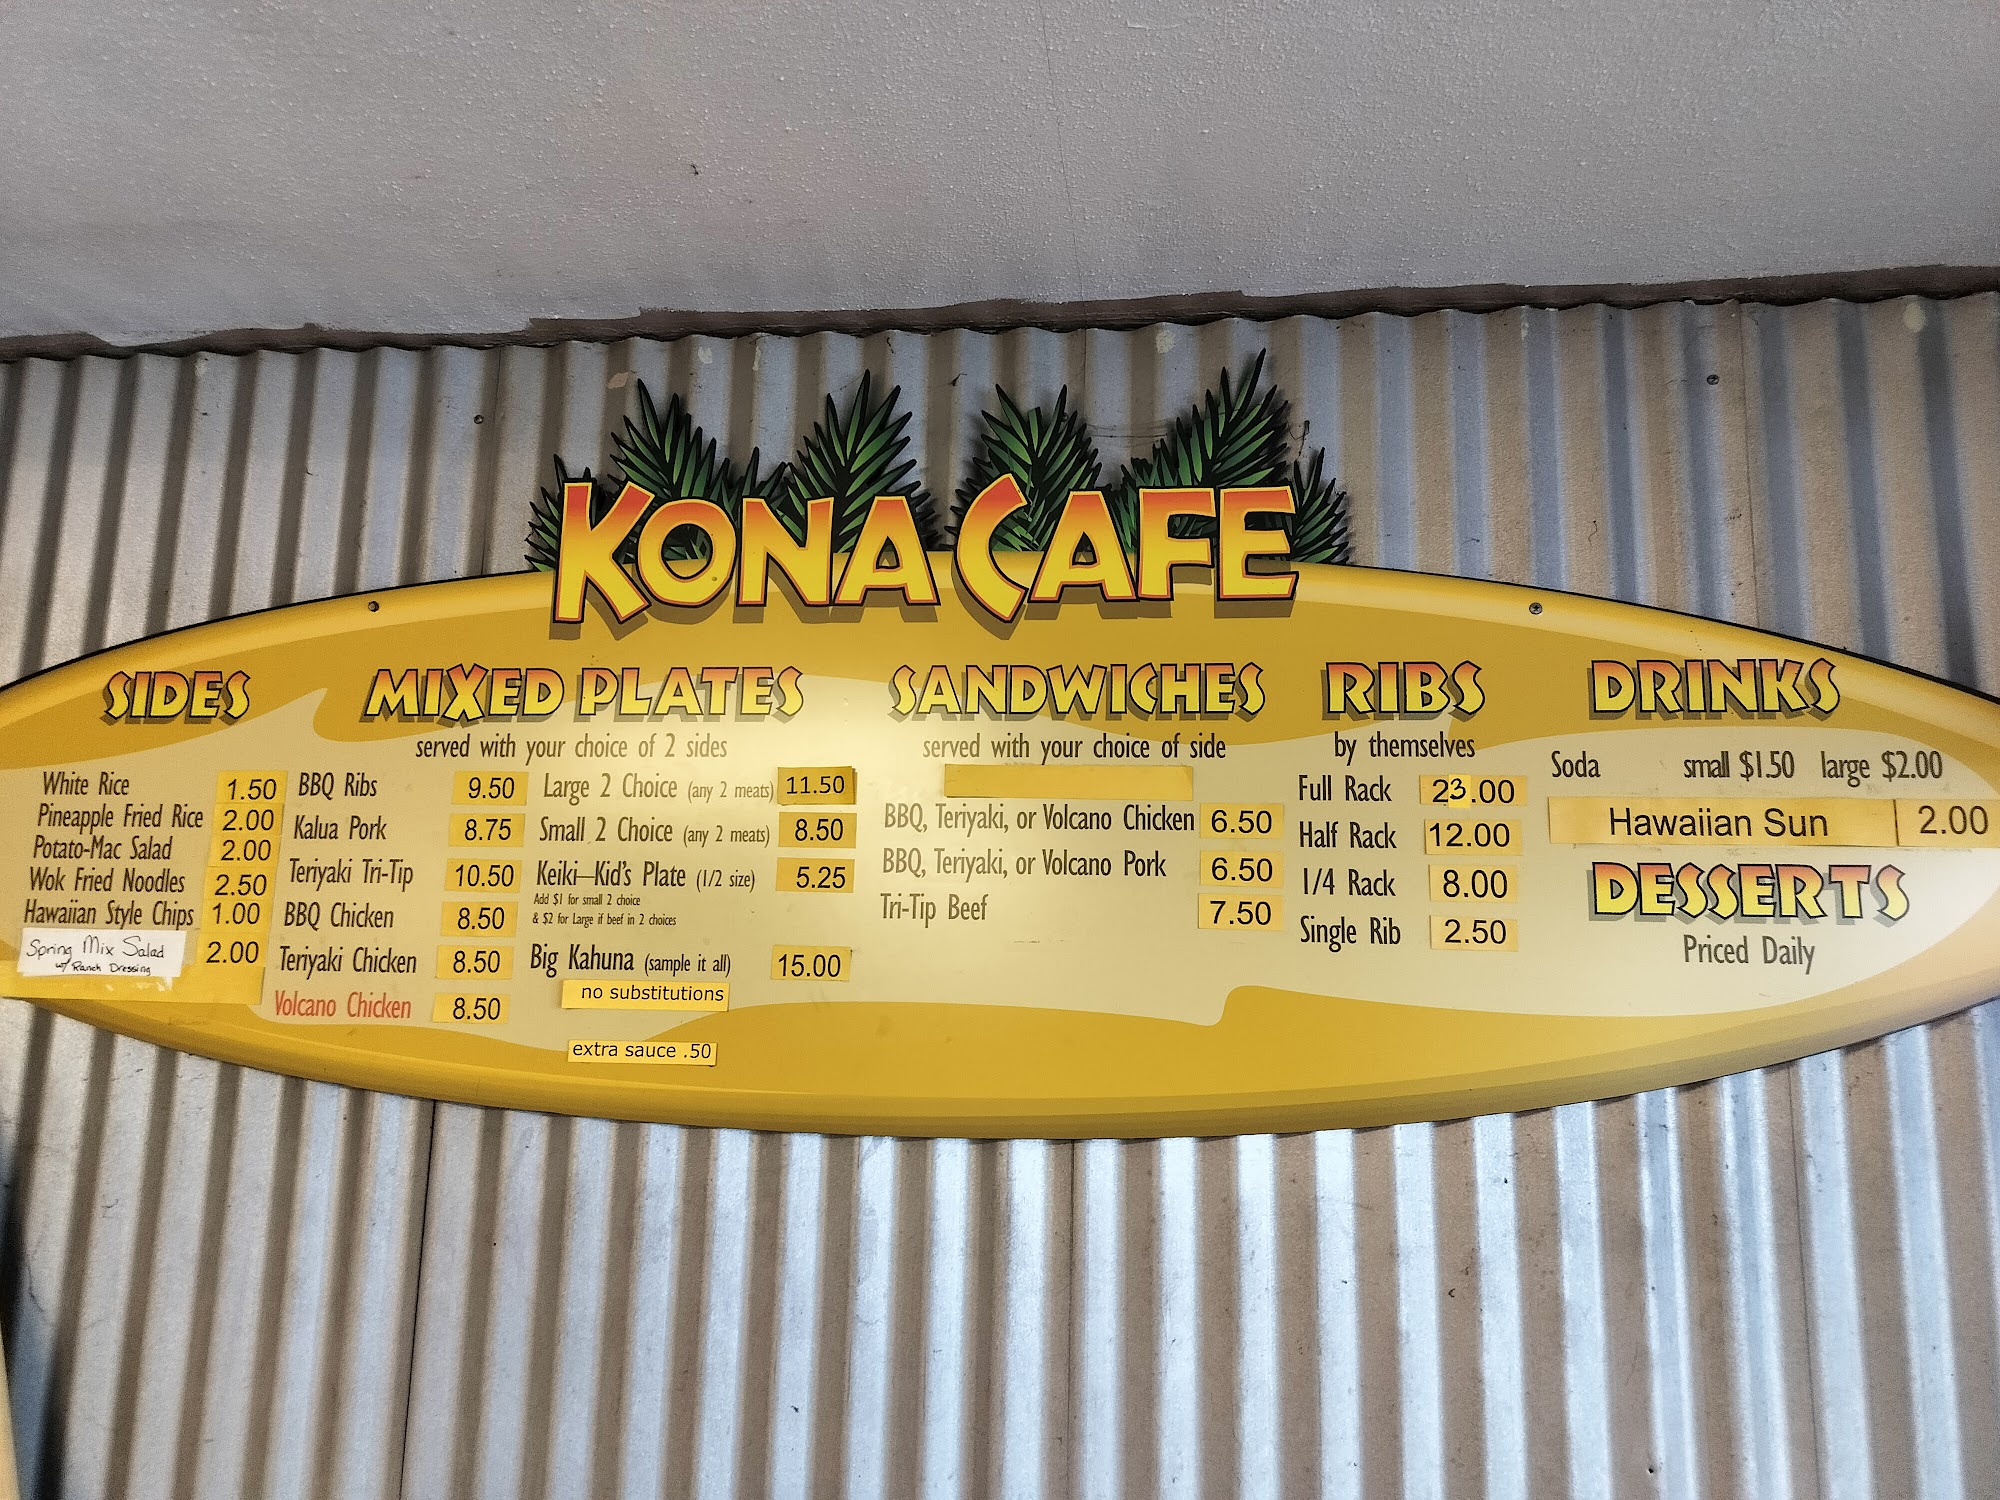 KONA CAFE
SIDES
White Rice 1.50
Pineapple Fried Rice 2.00
Potato-Mac Salad 2.00
Wok Fried Noodles 2.50
Hawaiian Style Chips 1.00
Spring Mix Salad 2.00
w/ Ranch Dressing
MIXED PLATES
served with your choice of 2 sides
BBQ Ribs 9.50
Kalua Pork 8.75
Teriyaki Tri-Tip 10.50
BBQ Chicken 8.50
Teriyaki Chicken 8.50
Volcano Chicken 8.50
Large 2 Choice (any 2 meats) 11.50
Small 2 Choice (any 2 meats) 8.50
Keiki—Kid's Plate (1/2 size) 5.25
Add $1 for small 2 choice
& $2 for Large if beef in 2 choices
Big Kahuna (sample it all) 15.00
no substitutions
extra sauce .50
SANDWICHES
served with your choice of side
BBQ, Teriyaki, or Volcano Chicken 6.50
BBQ, Teriyaki, or Volcano Pork 6.50
Tri-Tip Beef 7.50
RIBS
by themselves
Full Rack 23.00
Half Rack 12.00
1/4 Rack 8.00
Single Rib 2.50
DRINKS
Soda small $1.50 large $2.00
Hawaiian Sun 2.00
DESSERTS
Priced Daily